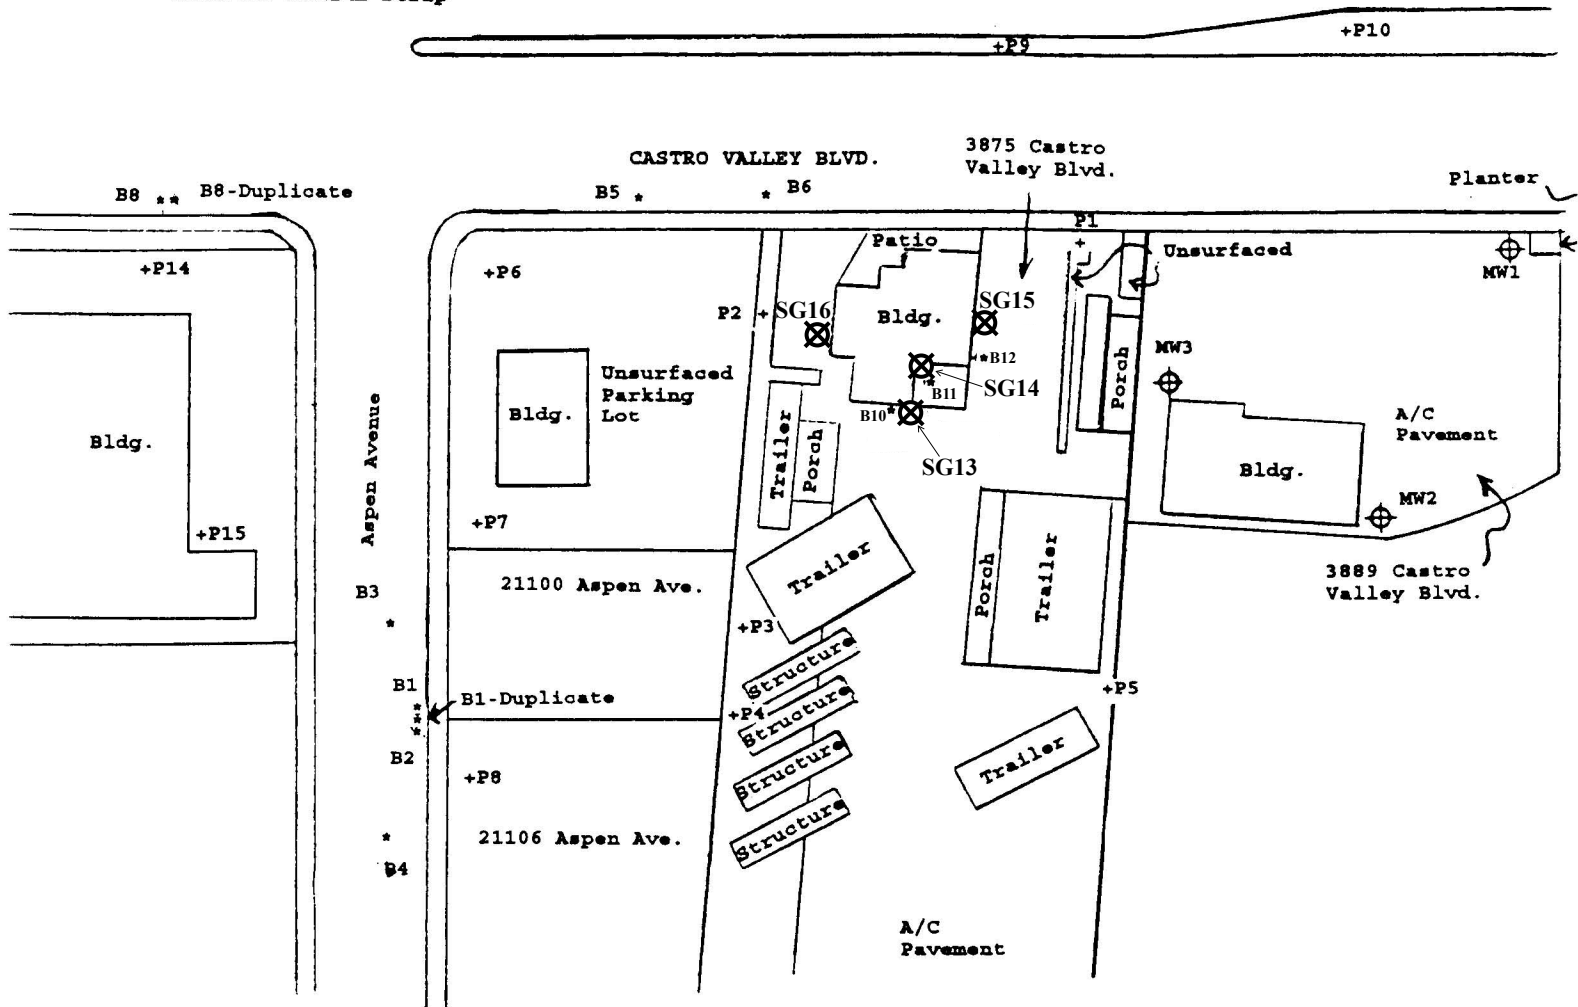 +P9
+P10
CASTRO VALLEY BLVD.
3875 Castro
Valley Blvd.
B8
B8-Duplicate
B5
B6
Planter
P1
+P14
+P6
Patio
Unsurfaced
MW1
P2
SG16
SG15
Bldg.
B12
MW3
SG14
B11
B10
Porch
Unsurfaced
Parking
Lot
Bldg.
Bldg.
Aspen Avenue
Trailer
Porch
SG13
A/C
Pavement
Bldg.
MW2
+P7
+P15
Trailer
Porch
Trailer
3889 Castro
Valley Blvd.
21100 Aspen Ave.
B3
+P3
Structure
B1
B1-Duplicate
+P4
Structure
+P5
B2
+P8
Structure
Trailer
21106 Aspen Ave.
Structure
B4
A/C
Pavement